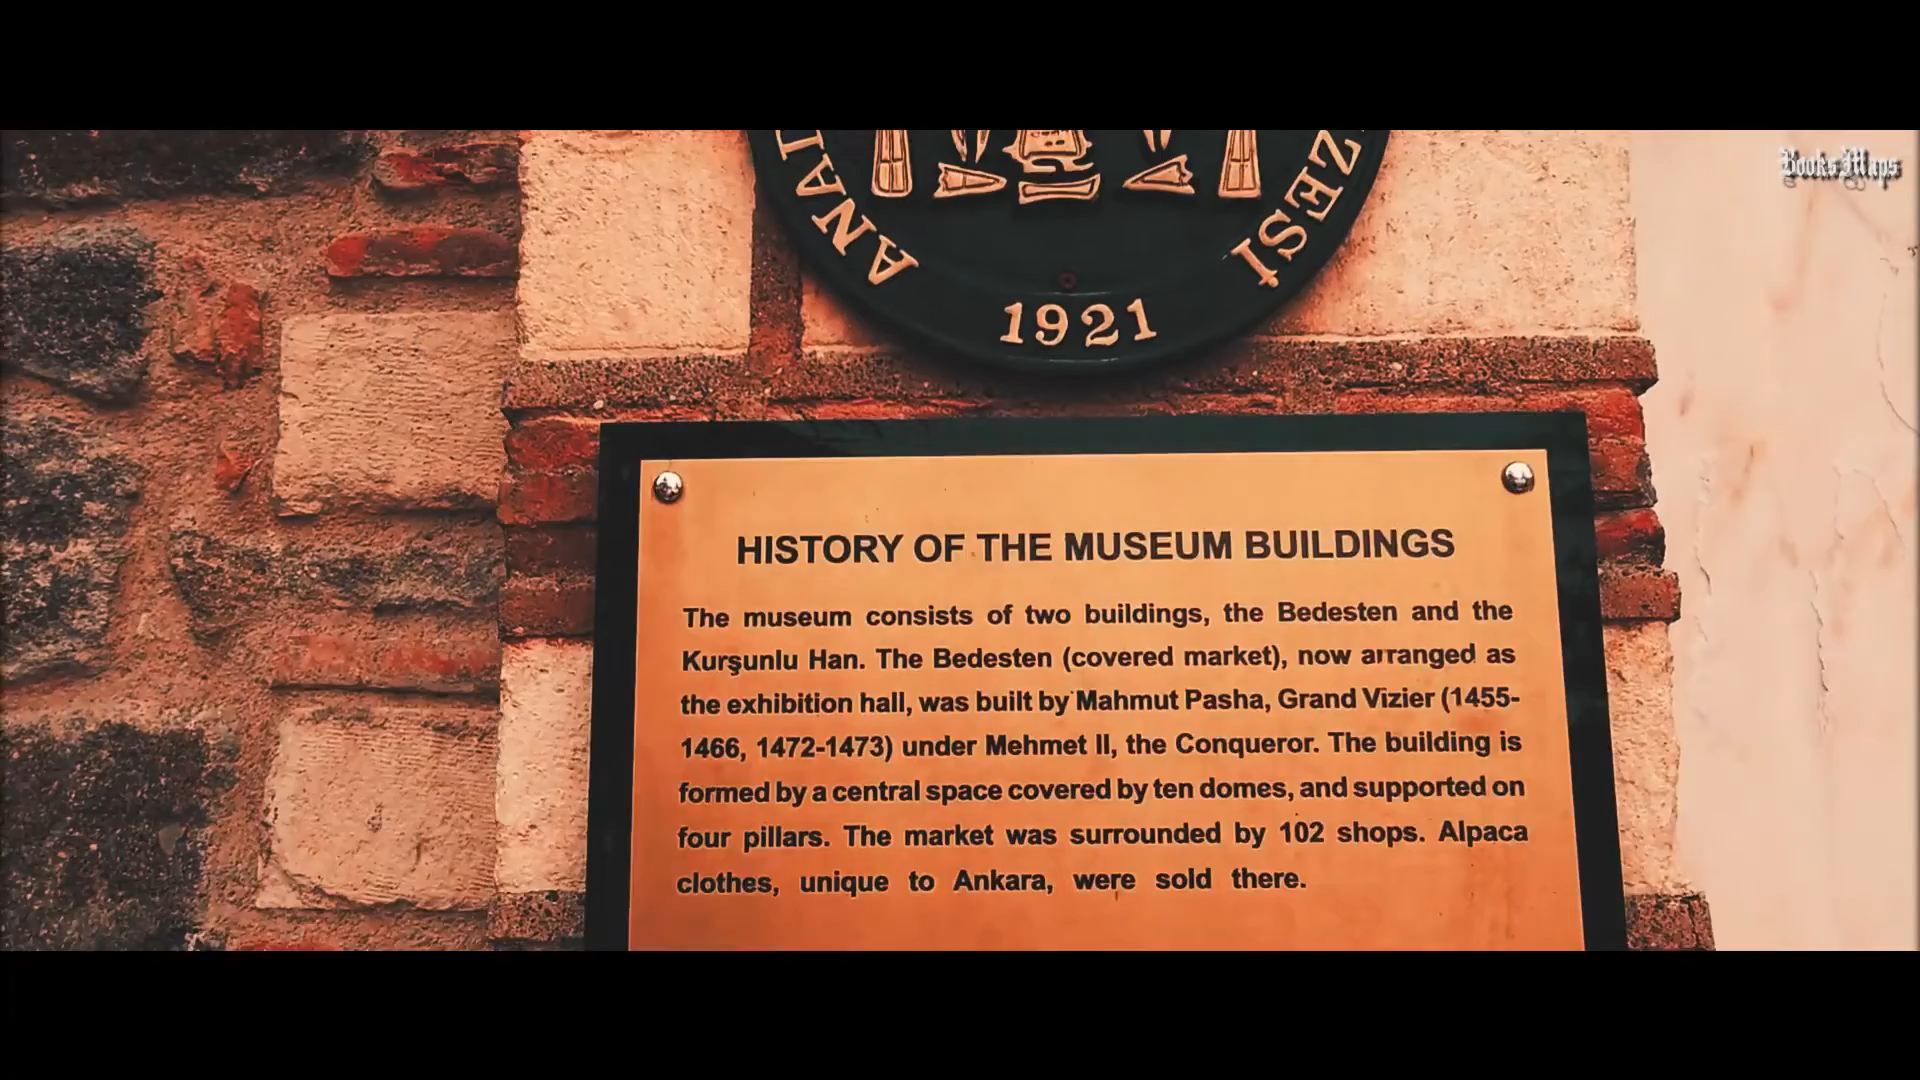 Books Maps
ANAD
ZESİ
1921
HISTORY OF THE MUSEUM BUILDINGS
The museum consists of two buildings, the Bedesten and the
Kurşunlu Han. The Bedesten (covered market), now arranged as
the exhibition hall, was built by Mahmut Pasha, Grand Vizier (1455-
1466, 1472-1473) under Mehmet II, the Conqueror. The building is
formed by a central space covered by ten domes, and supported on
four pillars. The market was surrounded by 102 shops. Alpaca
clothes, unique to Ankara, were sold there.